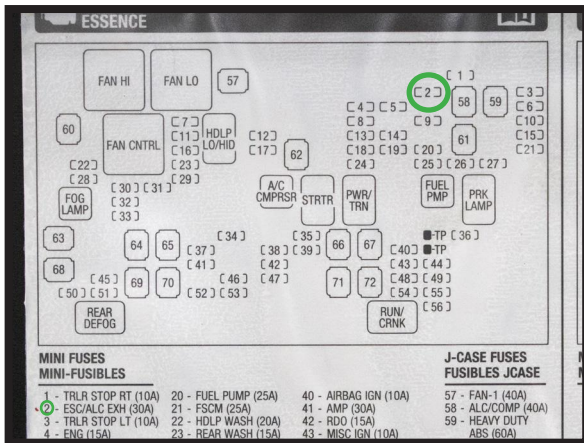 ESSENCE
[ 1 ]
FAN HI FAN LO 57 [ 2 ] 58 59 [ 3 ]
[ 4 ] [ 5 ] [ 6 ]
60 FAN CNTRL [ 7 ] HDLP LO/HID [ 8 ] [ 9 ] [ 10 ]
[ 11 ] [ 12 ] [ 13 ] [ 14 ] 61 [ 15 ]
[ 16 ] [ 17 ] 62 [ 18 ] [ 19 ] [ 20 ] [ 21 ]
[ 22 ] [ 23 ] [ 24 ] [ 25 ] [ 26 ] [ 27 ]
[ 28 ] [ 29 ]
[ 30 ] [ 31 ]
FOG LAMP [ 32 ] A/C CMPRSR STRTR PWR/ TRN FUEL PMP PRK LAMP
[ 33 ]
63 64 65 [ 34 ] [ 35 ] 66 67 -TP [ 36 ]
[ 37 ] [ 38 ] [ 39 ] [ 40 ] -TP
68 [ 41 ] [ 42 ] [ 43 ] [ 44 ]
[ 45 ] 69 70 [ 46 ] [ 47 ] 71 72 [ 48 ] [ 49 ]
[ 50 ] [ 51 ] [ 52 ] [ 53 ] [ 54 ] [ 55 ]
REAR DEFOG RUN/ CRNK [ 56 ]
MINI FUSES
MINI-FUSIBLES
1 - TRLR STOP RT (10A)
2 - ESC/ALC EXH (30A)
3 - TRLR STOP LT (10A)
4 - ENG (15A)
20 - FUEL PUMP (25A)
21 - FSCM (25A)
22 - HDLP WASH (20A)
23 - REAR WASH (15A)
40 - AIRBAG IGN (10A)
41 - AMP (30A)
42 - RDO (15A)
43 - MISC IGN (10A)
J-CASE FUSES
FUSIBLES JCASE
57 - FAN-1 (40A)
58 - ALC/COMP (40A)
59 - HEAVY DUTY
ABS (60A)